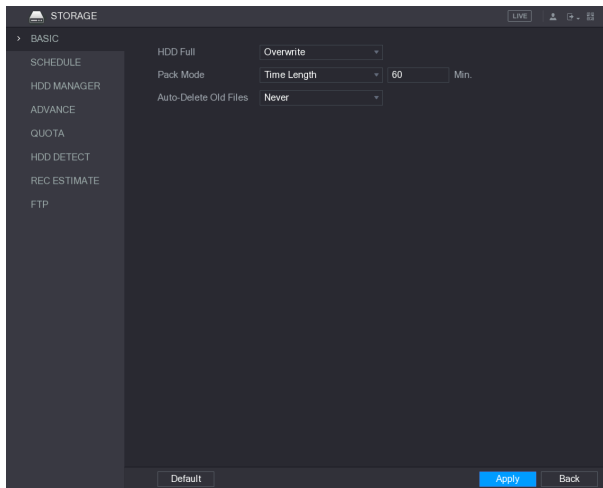 STORAGE
LIVE
BASIC
SCHEDULE
HDD MANAGER
ADVANCE
QUOTA
HDD DETECT
REC ESTIMATE
FTP
HDD Full Overwrite
Pack Mode Time Length 60 Min.
Auto-Delete Old Files Never
Default Apply Back